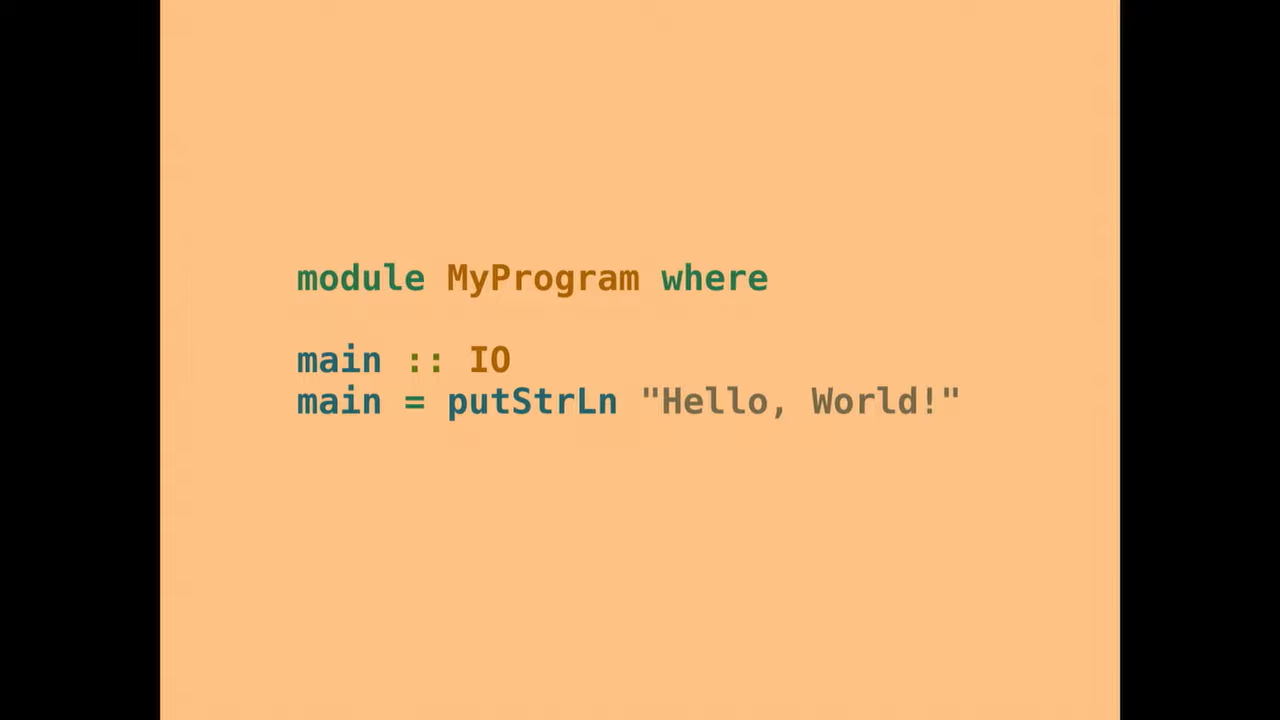 module MyProgram where
main :: IO
main = putStrLn "Hello, World!"